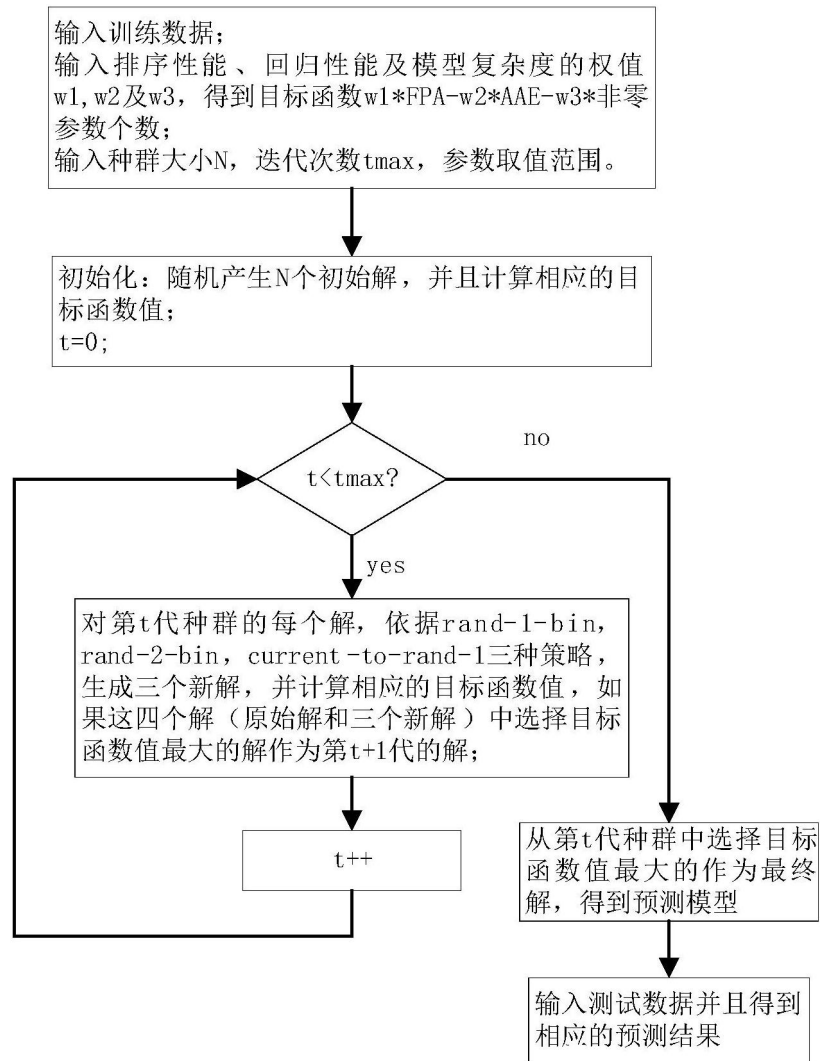 输入训练数据；
输入排序性能、回归性能及模型复杂度的权值
w1,w2及w3，得到目标函数w1*FPA-w2*AAE-w3*非零
参数个数；
输入种群大小N，迭代次数tmax，参数取值范围。
初始化：随机产生N个初始解，并且计算相应的目
标函数值；
t=0;
t<tmax?
no
yes
对第t代种群的每个解，依据rand-1-bin，
rand-2-bin，current-to-rand-1三种策略，
生成三个新解，并计算相应的目标函数值，如
果这四个解（原始解和三个新解）中选择目标
函数值最大的解作为第t+1代的解；
t++
从第t代种群中选择目标
函数值最大的作为最终
解，得到预测模型
输入测试数据并且得到
相应的预测结果